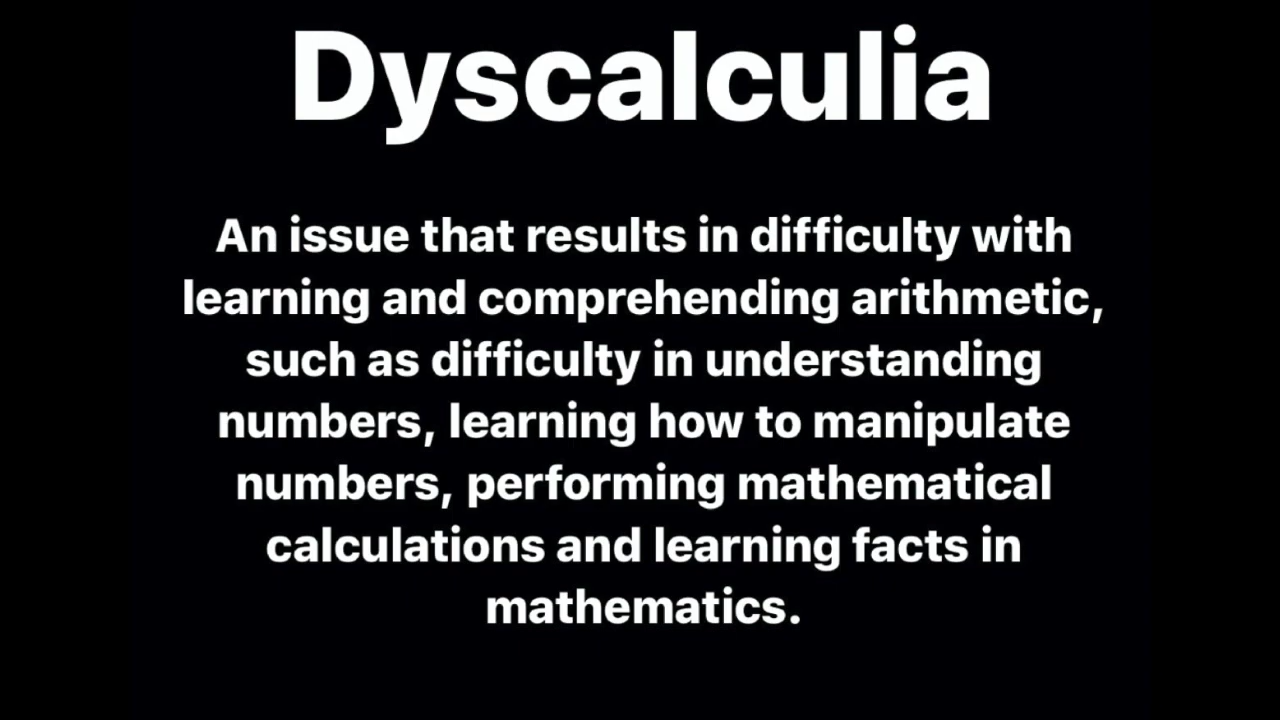 Dyscalculia
An issue that results in difficulty with
learning and comprehending arithmetic,
such as difficulty in understanding
numbers, learning how to manipulate
numbers, performing mathematical
calculations and learning facts in
mathematics.